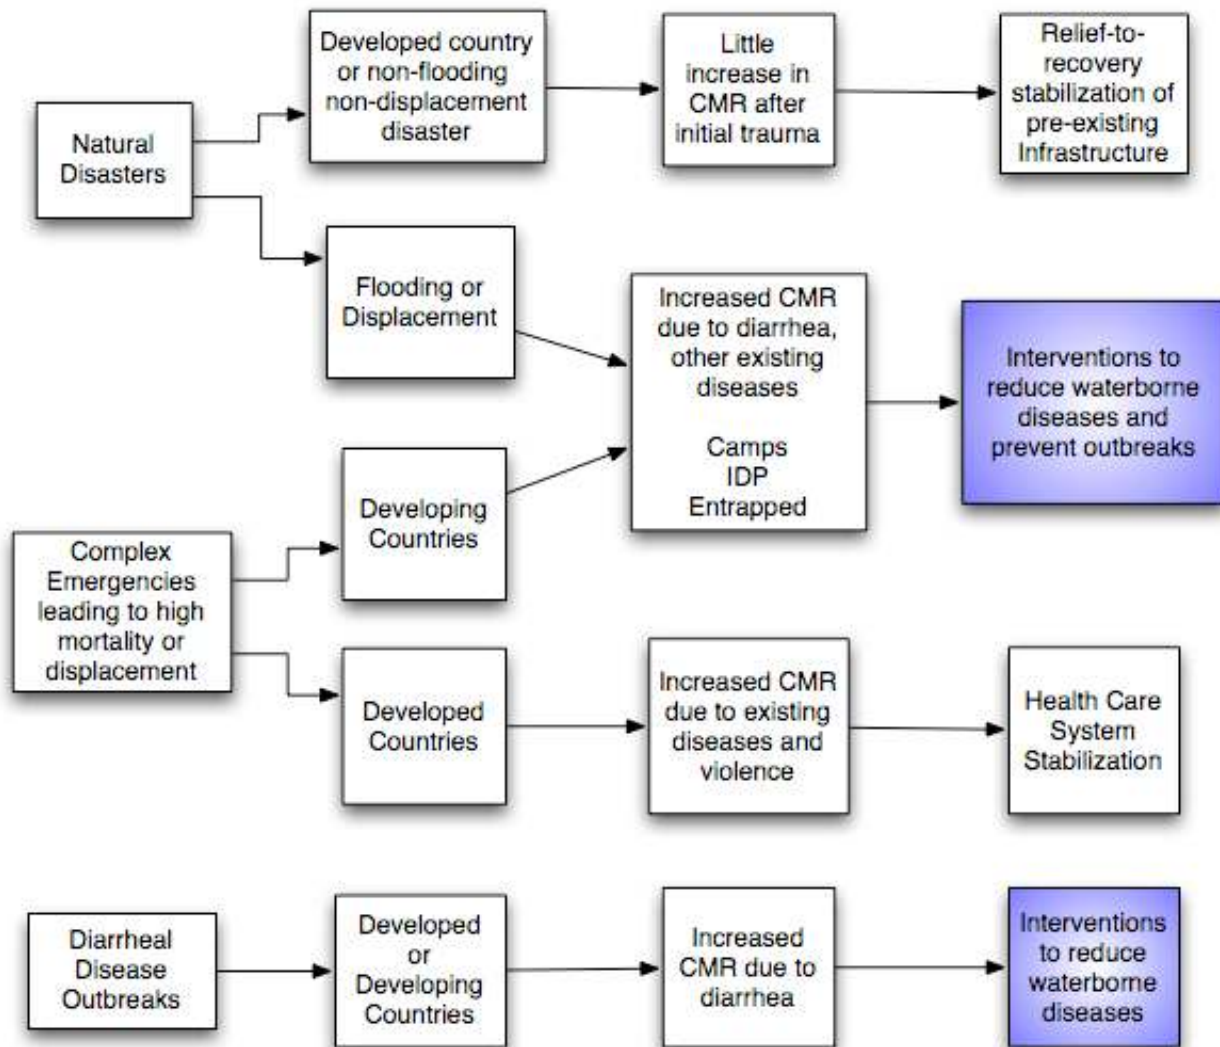 Natural
Disasters
Developed country
or non-flooding
non-displacement
disaster
Little
increase in
CMR after
initial trauma
Relief-to-
recovery
stabilization of
pre-existing
Infrastructure
Flooding or
Displacement
Increased CMR
due to diarrhea,
other existing
diseases
Camps
IDP
Entrapped
Interventions to
reduce waterborne
diseases and
prevent outbreaks
Complex
Emergencies
leading to high
mortality or
displacement
Developing
Countries
Developed
Countries
Increased CMR
due to existing
diseases and
violence
Health Care
System
Stabilization
Diarrheal
Disease
Outbreaks
Developed
or
Developing
Countries
Increased
CMR due to
diarrhea
Interventions
to reduce
waterborne
diseases